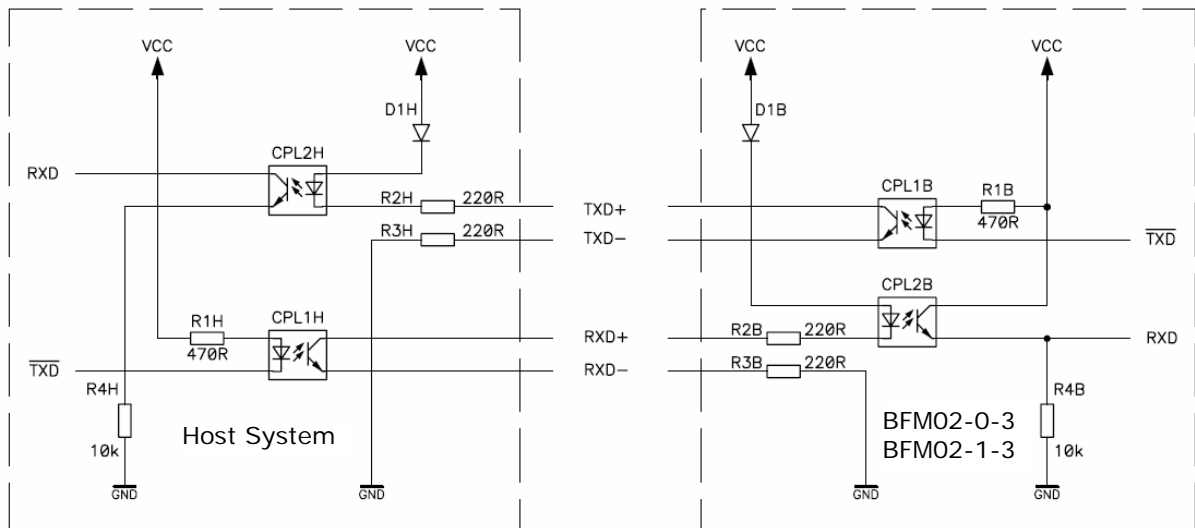 VCC VCC VCC VCC
D1H D1B
CPL2H
RXD
CPL1B R1B
R2H 220R TXD+ 470R
R3H 220R TXD- TXD
CPL2B
R1H CPL1H RXD+ R2B 220R RXD
470R
TXD RXD- R3B 220R
R4H R4B
Host System BFM02-0-3
BFM02-1-3
10k 10k
GND GND GND GND